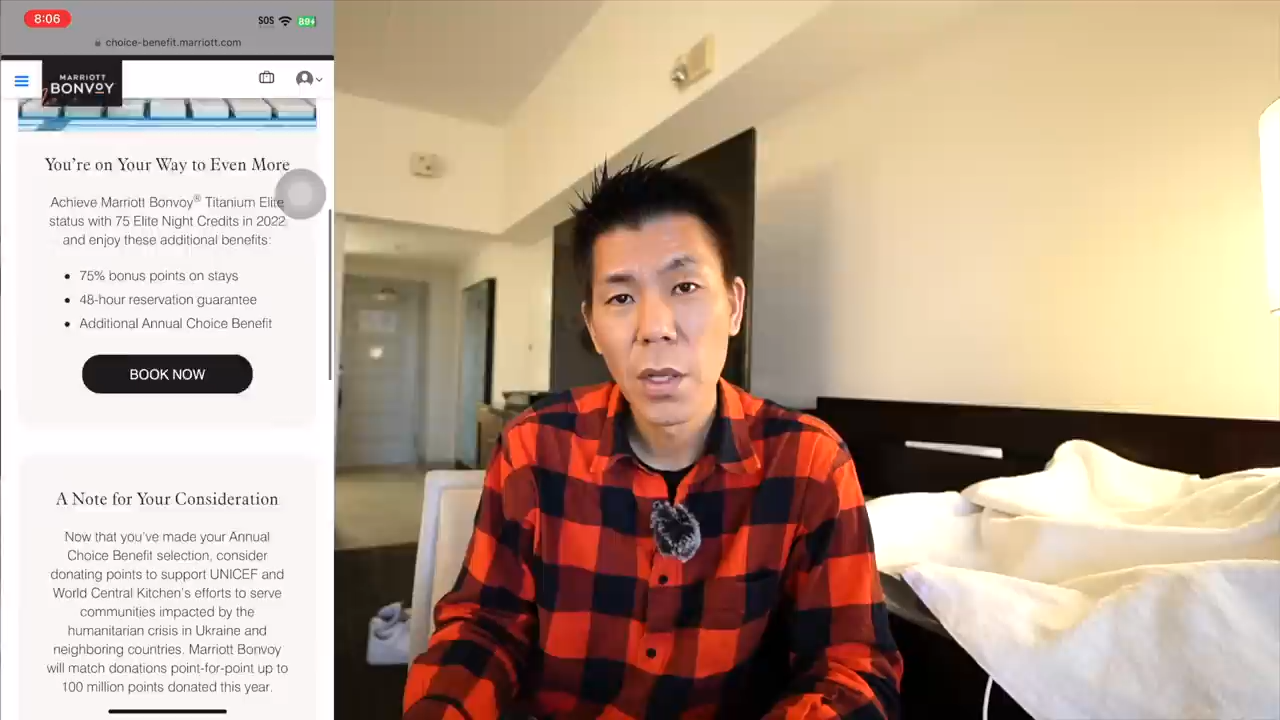 8:06
SOS
89
choice-benefit.marriott.com
MARRIOTT
BONVOY
You're on Your Way to Even More
Achieve Marriott Bonvoy® Titanium Elite
status with 75 Elite Night Credits in 2022
and enjoy these additional benefits:
• 75% bonus points on stays
• 48-hour reservation guarantee
• Additional Annual Choice Benefit
BOOK NOW
A Note for Your Consideration
Now that you've made your Annual
Choice Benefit selection, consider
donating points to support UNICEF and
World Central Kitchen's efforts to serve
communities impacted by the
humanitarian crisis in Ukraine and
neighboring countries. Marriott Bonvoy
will match donations point-for-point up to
100 million points donated this year.